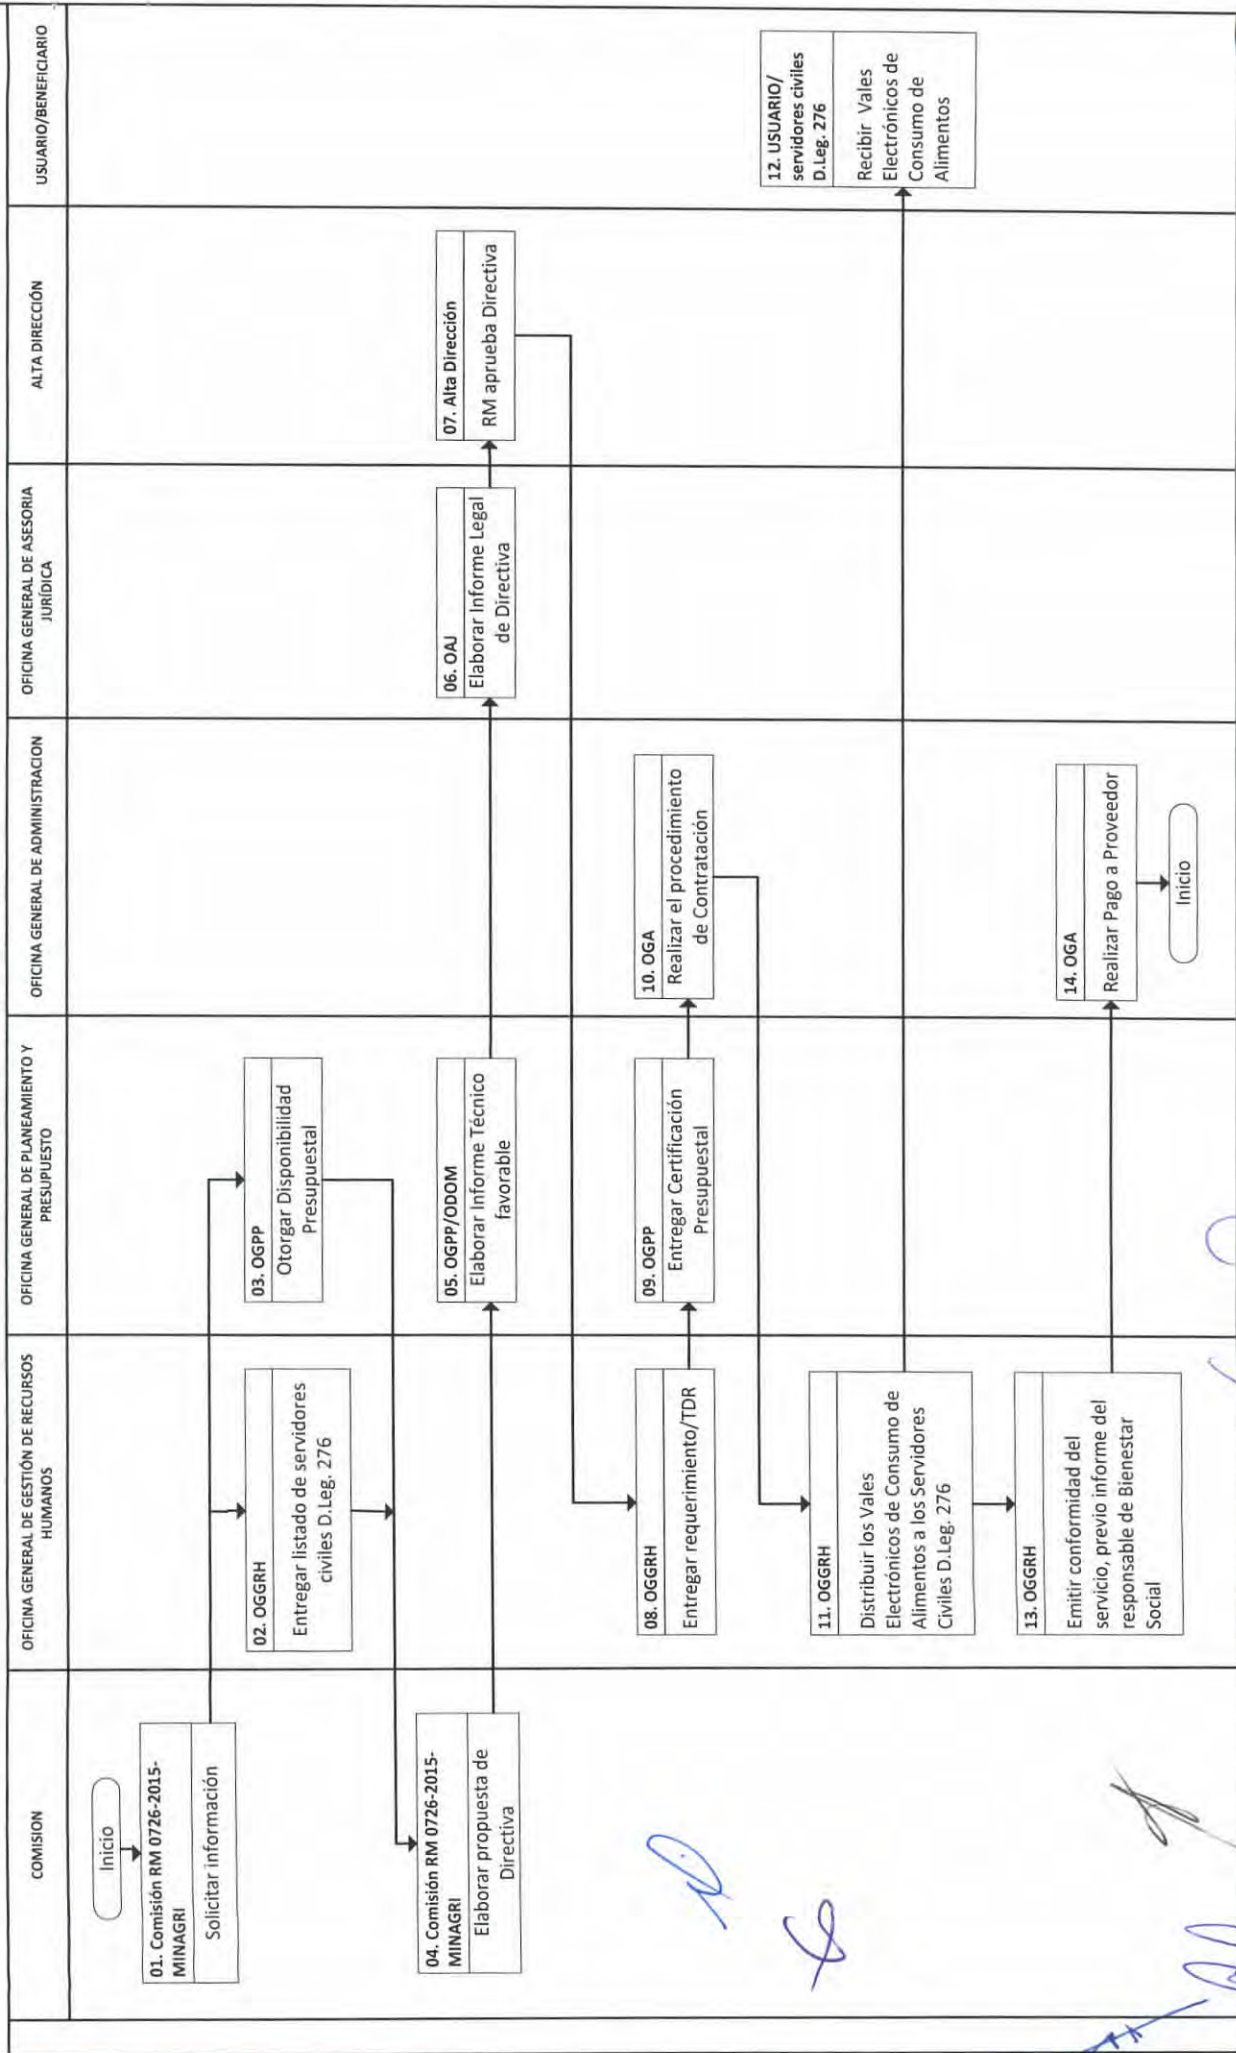 COMISION
OFICINA GENERAL DE GESTIÓN DE RECURSOS
HUMANOS
OFICINA GENERAL DE PLANEAMIENTO Y
PRESUPUESTO
OFICINA GENERAL DE ADMINISTRACION
OFICINA GENERAL DE ASESORIA
JURÍDICA
ALTA DIRECCIÓN
USUARIO/BENEFICIARIO
Inicio
01. Comisión RM 0726-2015-
MINAGRI
Solicitar información
02. OGGRH
Entregar listado de servidores
civiles D.Leg. 276
03. OGPP
Otorgar Disponibilidad
Presupuestal
04. Comisión RM 0726-2015-
MINAGRI
Elaborar propuesta de
Directiva
05. OGPP/ODOM
Elaborar Informe Técnico
favorable
06. OAJ
Elaborar Informe Legal
de Directiva
07. Alta Dirección
RM aprueba Directiva
08. OGGRH
Entregar requerimiento/TDR
09. OGPP
Entregar Certificación
Presupuestal
10. OGA
Realizar el procedimiento
de Contratación
11. OGGRH
Distribuir los Vales
Electrónicos de Consumo de
Alimentos a los Servidores
Civiles D.Leg. 276
12. USUARIO/
servidores civiles
D.Leg. 276
Recibir Vales
Electrónicos de
Consumo de
Alimentos
13. OGGRH
Emitir conformidad del
servicio, previo informe del
responsable de Bienestar
Social
14. OGA
Realizar Pago a Proveedor
Inicio